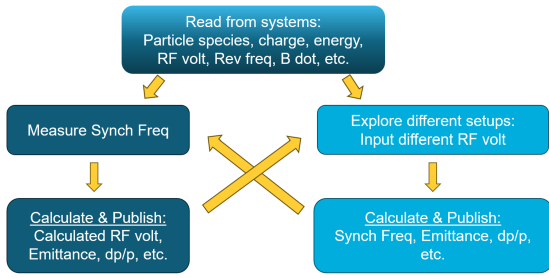 Read from systems:
Particle species, charge, energy,
RF volt, Rev freq, B dot, etc.
Measure Synch Freq
Explore different setups:
Input different RF volt
Calculate & Publish:
Calculated RF volt,
Emittance, dp/p, etc.
Calculate & Publish:
Synch Freq, Emittance, dp/p,
etc.